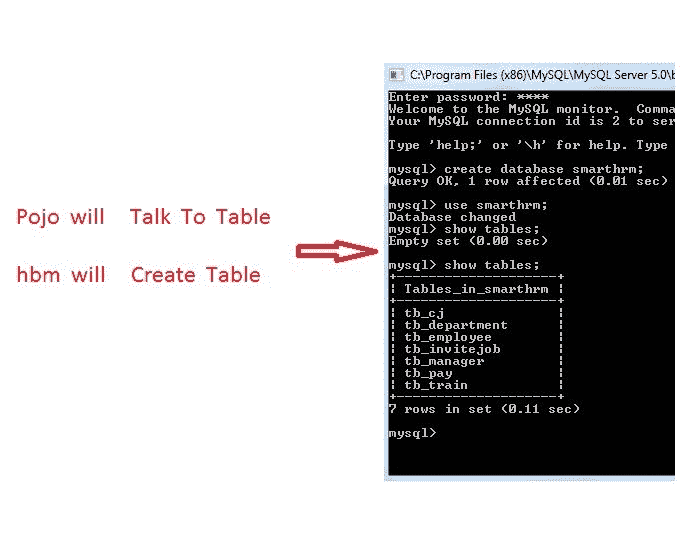 Pojo will Talk To Table
hbm will Create Table
C:\Program Files (x86)\MySQL\MySQL Server 5.0\b
Enter password: ****
Welcome to the MySQL monitor. Comma
Your MySQL connection id is 2 to ser
Type 'help;' or '\h' for help. Type
mysql> create database smarthrm;
Query OK, 1 row affected (0.01 sec)
mysql> use smarthrm;
Database changed
mysql> show tables;
Empty set (0.00 sec)
mysql> show tables;
+--------------------+
| Tables_in_smarthrm |
+--------------------+
| tb_cj |
| tb_department |
| tb_employee |
| tb_invitejob |
| tb_manager |
| tb_pay |
| tb_train |
+--------------------+
7 rows in set (0.11 sec)
mysql>